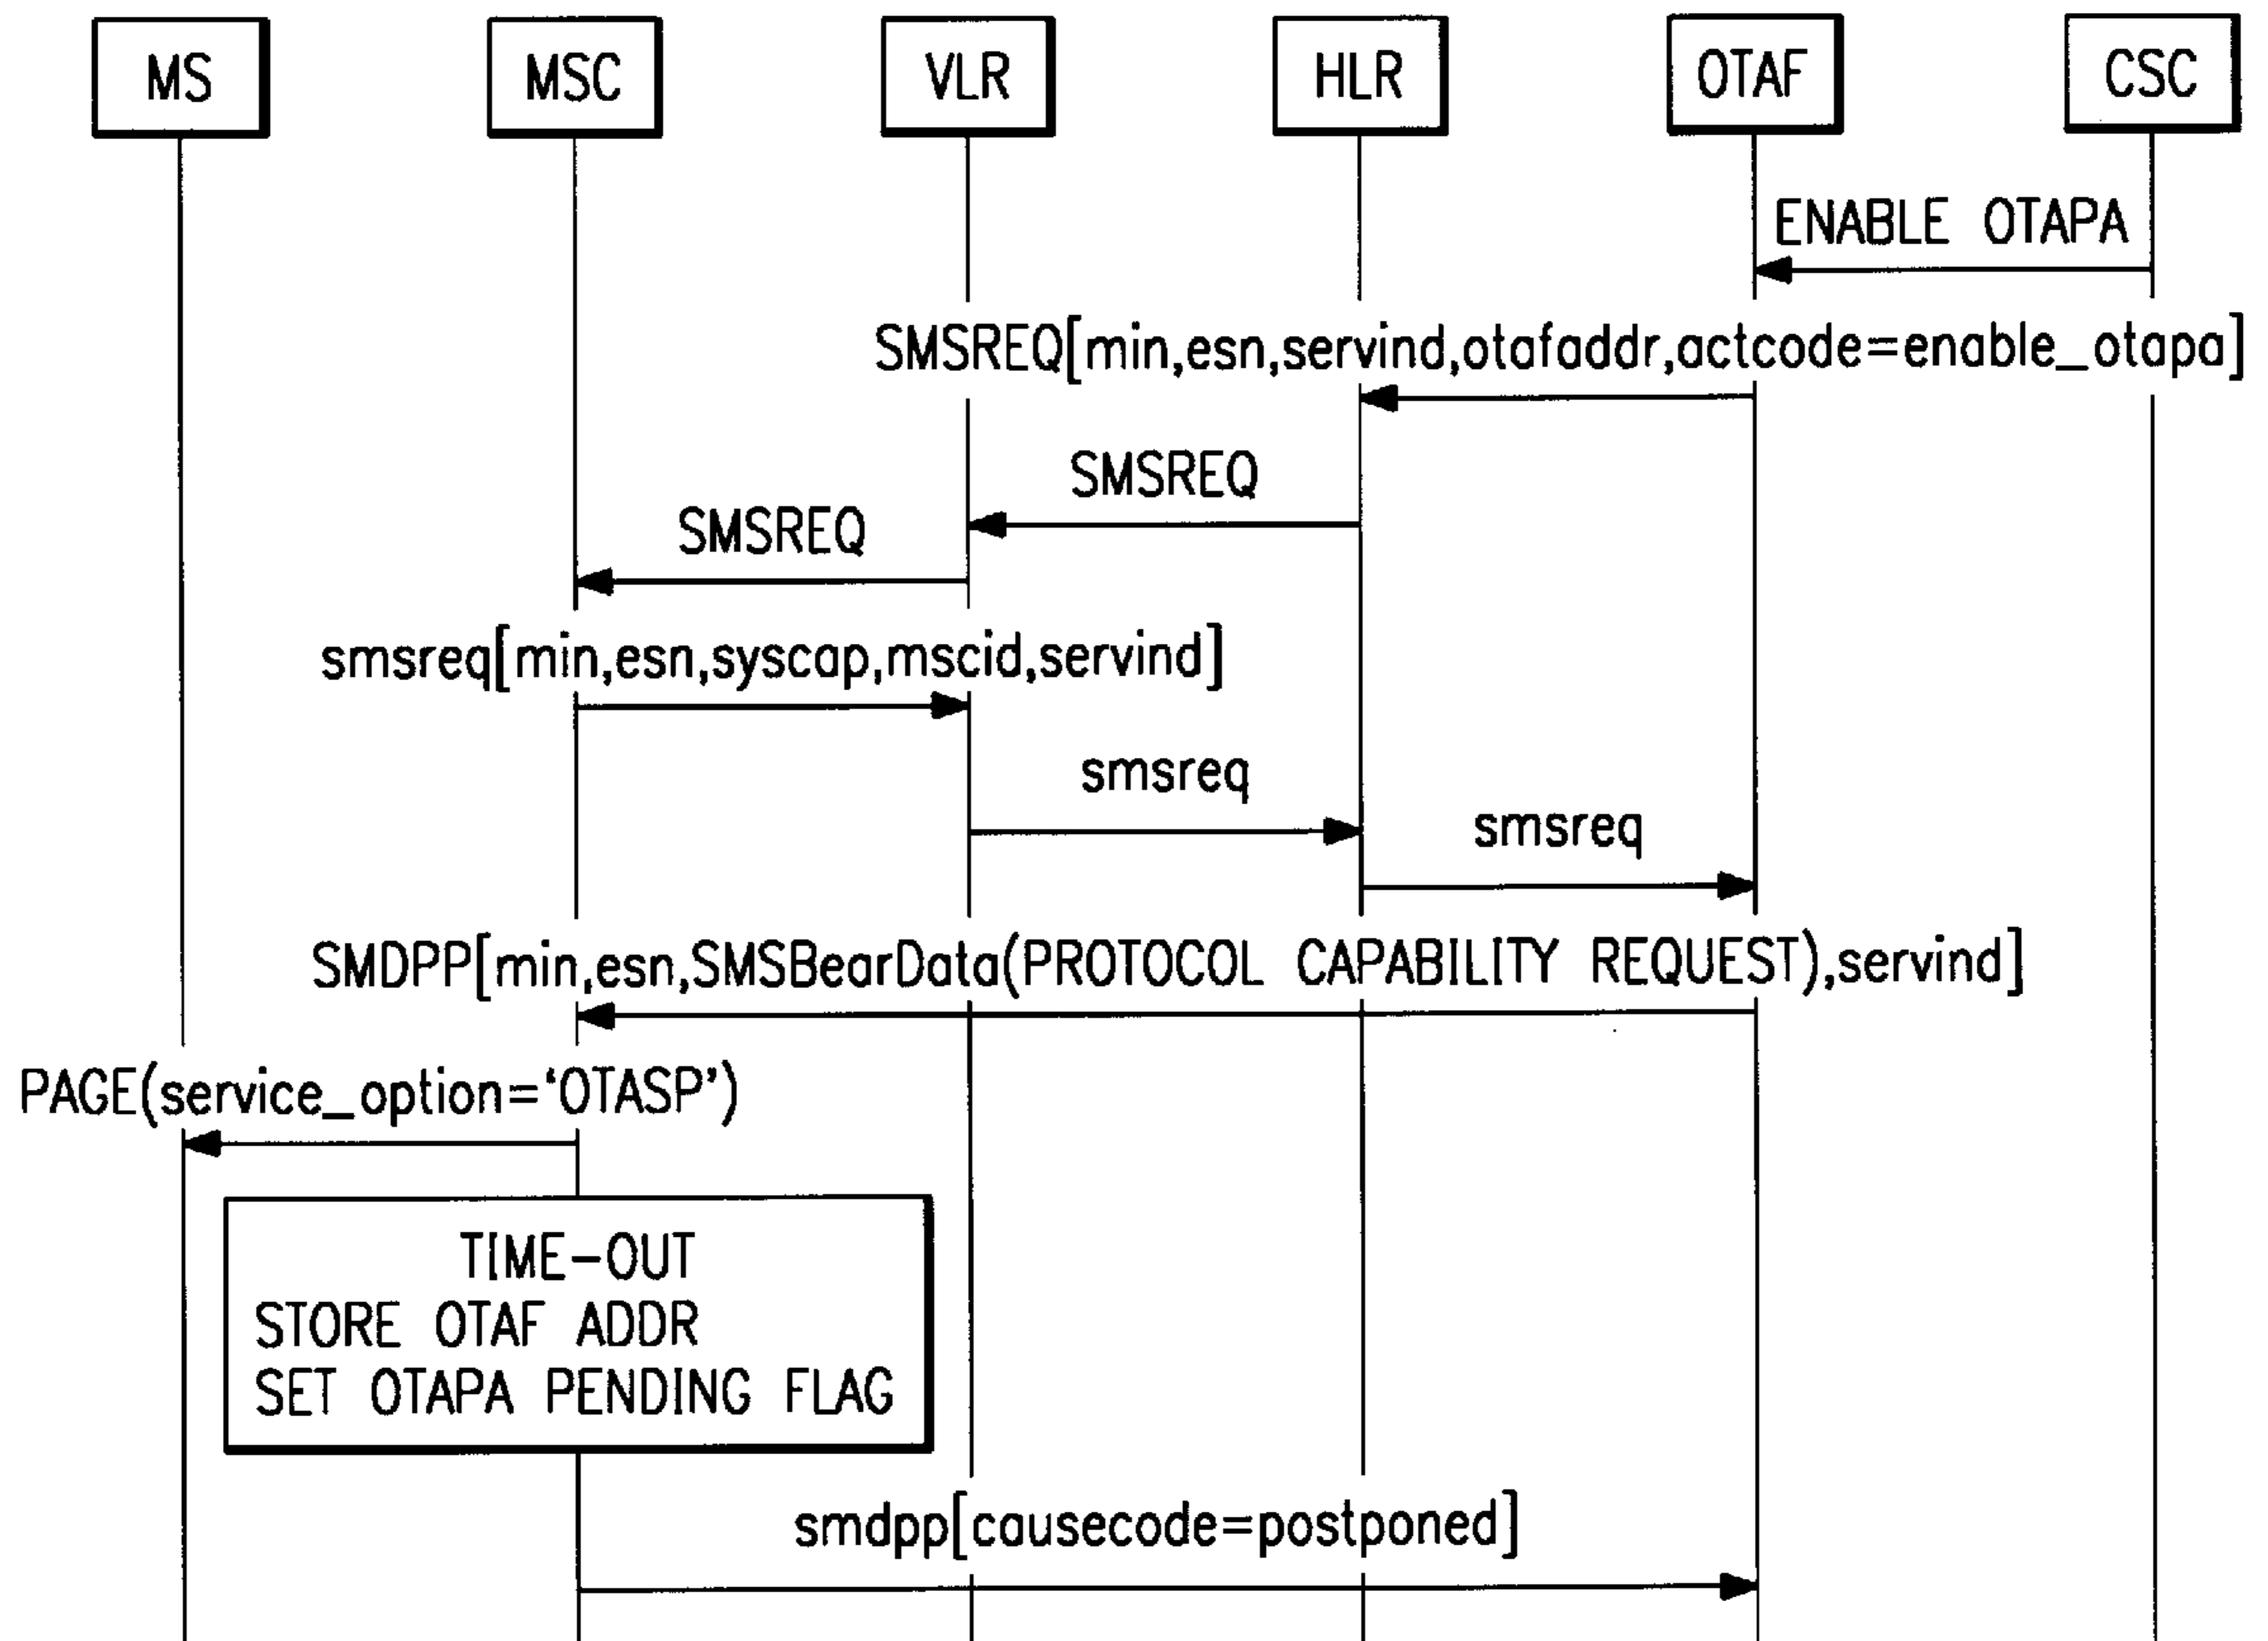 MS MSC VLR HLR OTAF CSC
ENABLE OTAPA
SMSREQ[min,esn,servind,otafaddr,actcode=enable_otapa]
SMSREQ
SMSREQ
smsreq[min,esn,syscap,mscid,servind]
smsreq
smsreq
SMDPP[min,esn,SMSBearData(PROTOCOL CAPABILITY REQUEST),servind]
PAGE(service_option=‘OTASP’)
TIME-OUT
STORE OTAF ADDR
SET OTAPA PENDING FLAG
smdpp[causecode=postponed]